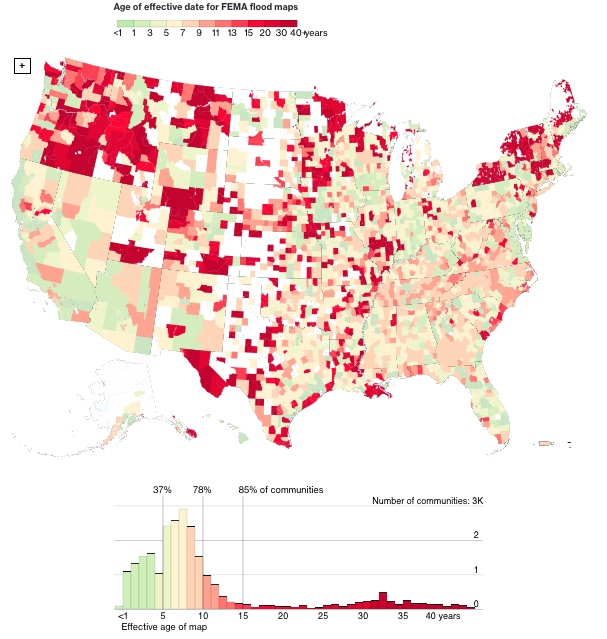 Age of effective date for FEMA flood maps
<1 1 3 5 7 9 11 13 15 20 30 40+years
+
37% 78% 85% of communities
Number of communities: 3K
2
1
0
<1 5 10 15 20 25 30 35 40 years
Effective age of map